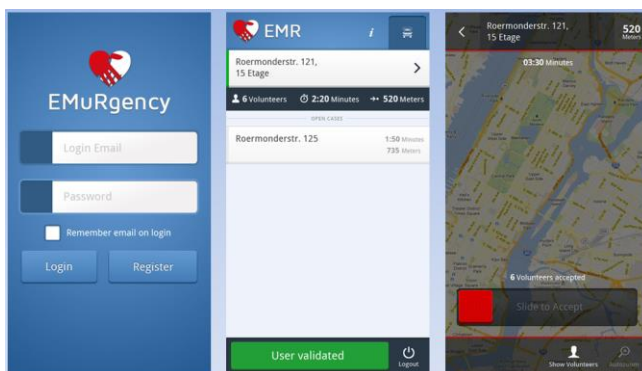 EMuRgency
Login Email
Password
Remember email on login
Login
Register
EMR
i
Roermonderstr. 121,
15 Etage
6 Volunteers
2:20 Minutes
520 Meters
OPEN CASES
Roermonderstr. 125
1:50 Minutes
735 Meters
User validated
Logout
Roermonderstr. 121,
15 Etage
520
Meters
03:30 Minutes
6 Volunteers accepted
Slide to Accept
Show Volunteers